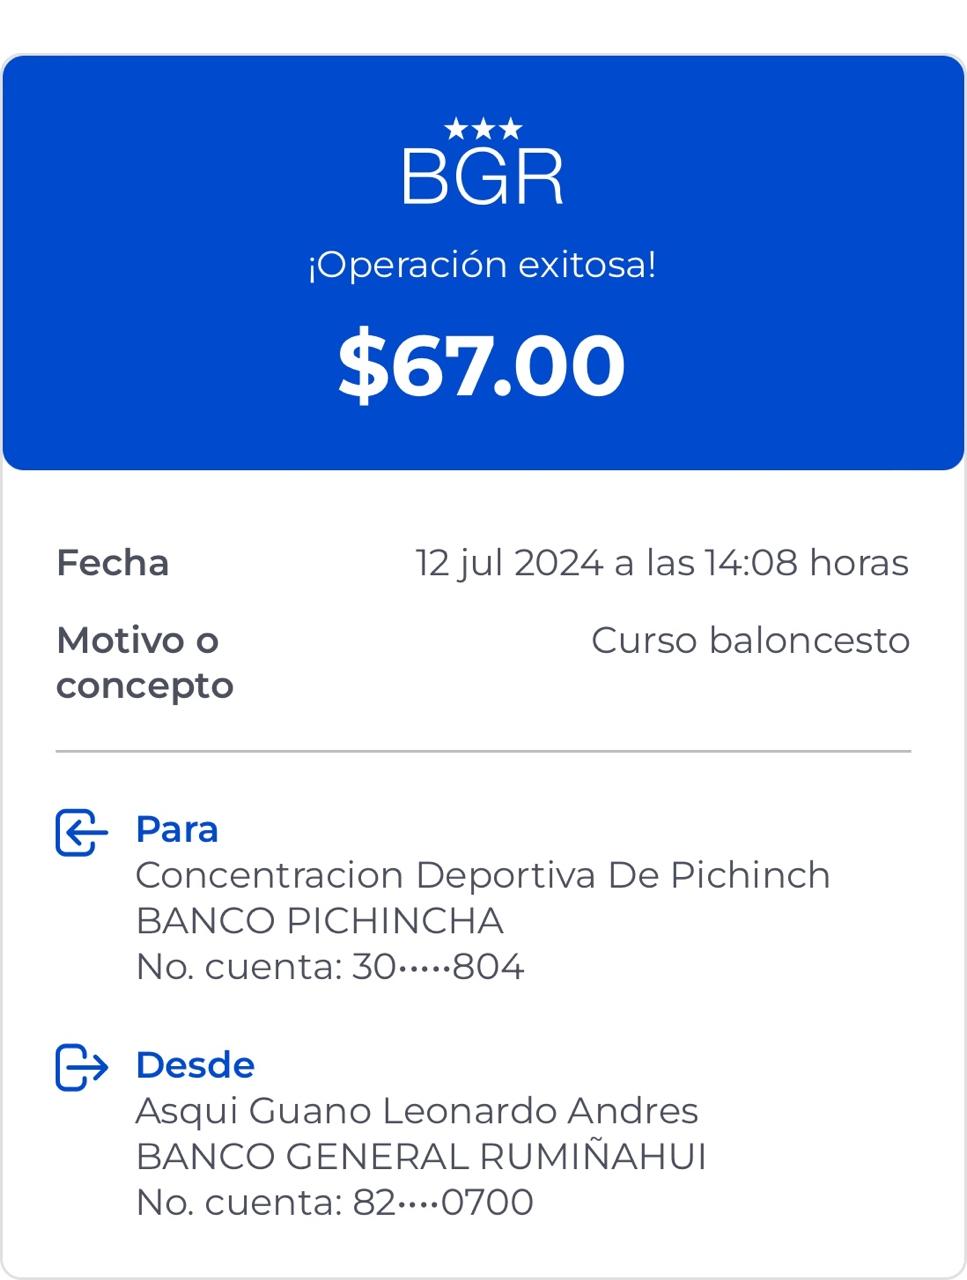 BGR
¡Operación exitosa!
$67.00
Fecha
12 jul 2024 a las 14:08 horas
Motivo o
concepto
Curso baloncesto
Para
Concentracion Deportiva De Pichinch
BANCO PICHINCHA
No. cuenta: 30•••••804
Desde
Asqui Guano Leonardo Andres
BANCO GENERAL RUMIÑAHUI
No. cuenta: 82••••0700